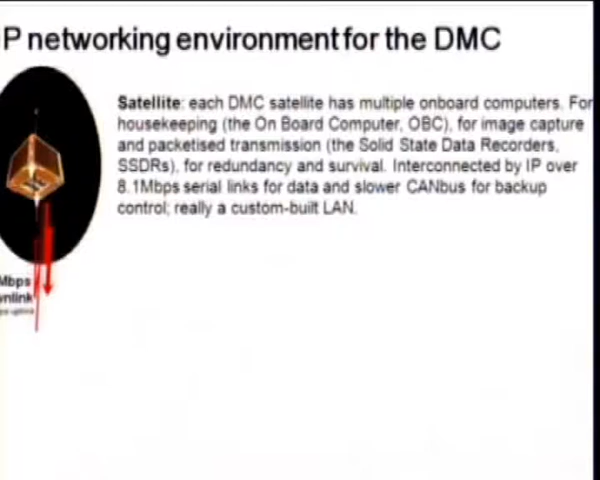 P networking environment for the DMC
Satellite: each DMC satellite has multiple onboard computers. For
housekeeping (the On Board Computer, OBC), for image capture
and packetised transmission (the Solid State Data Recorders,
SSDRs), for redundancy and survival. Interconnected by IP over
8.1Mbps serial links for data and slower CANbus for backup
control; really a custom-built LAN.
Mbps
nlink